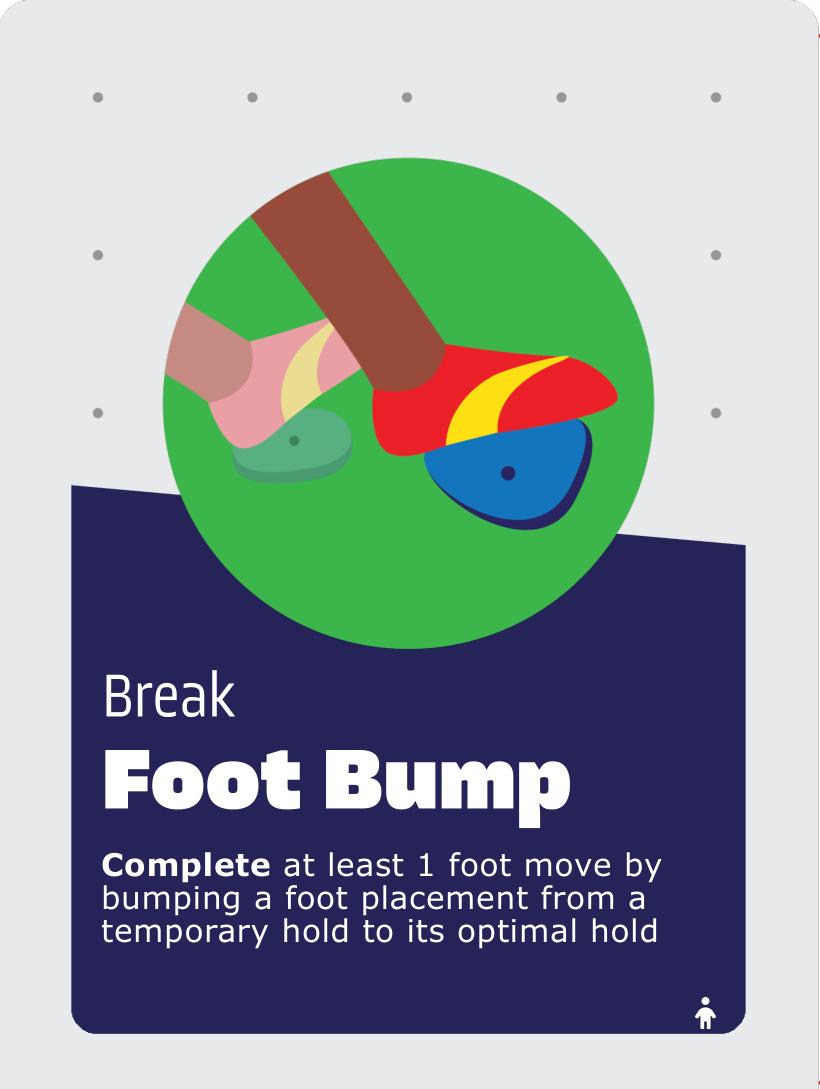 Break
Foot Bump
Complete at least 1 foot move by
bumping a foot placement from a
temporary hold to its optimal hold